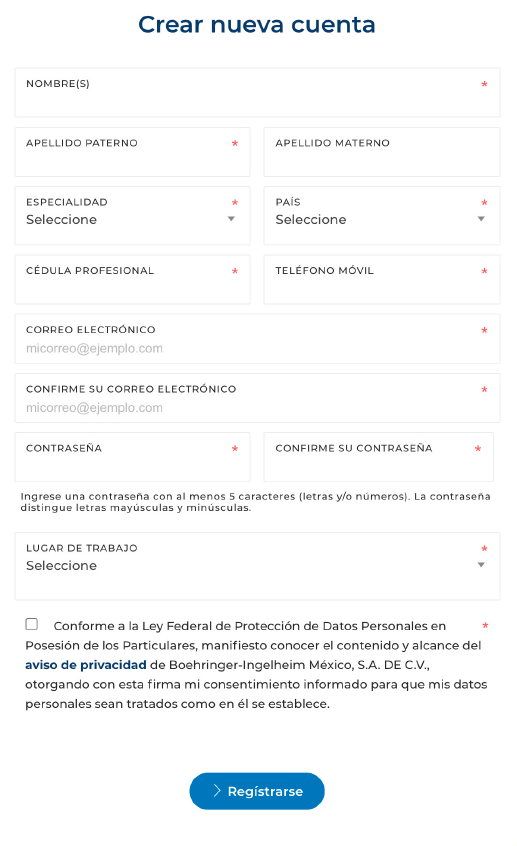 Crear nueva cuenta
NOMBRE(S) *
APELLIDO PATERNO * APELLIDO MATERNO
ESPECIALIDAD * PAÍS *
Seleccione Seleccione
CÉDULA PROFESIONAL * TELÉFONO MÓVIL *
CORREO ELECTRÓNICO *
micorreo@ejemplo.com
CONFIRME SU CORREO ELECTRÓNICO *
micorreo@ejemplo.com
CONTRASEÑA * CONFIRME SU CONTRASEÑA *
Ingrese una contraseña con al menos 5 caracteres (letras y/o números). La contraseña
distingue letras mayúsculas y minúsculas.
LUGAR DE TRABAJO *
Seleccione
Conforme a la Ley Federal de Protección de Datos Personales en *
Posesión de los Particulares, manifiesto conocer el contenido y alcance del
aviso de privacidad de Boehringer-Ingelheim México, S.A. DE C.V.,
otorgando con esta firma mi consentimiento informado para que mis datos
personales sean tratados como en él se establece.
Regístrarse